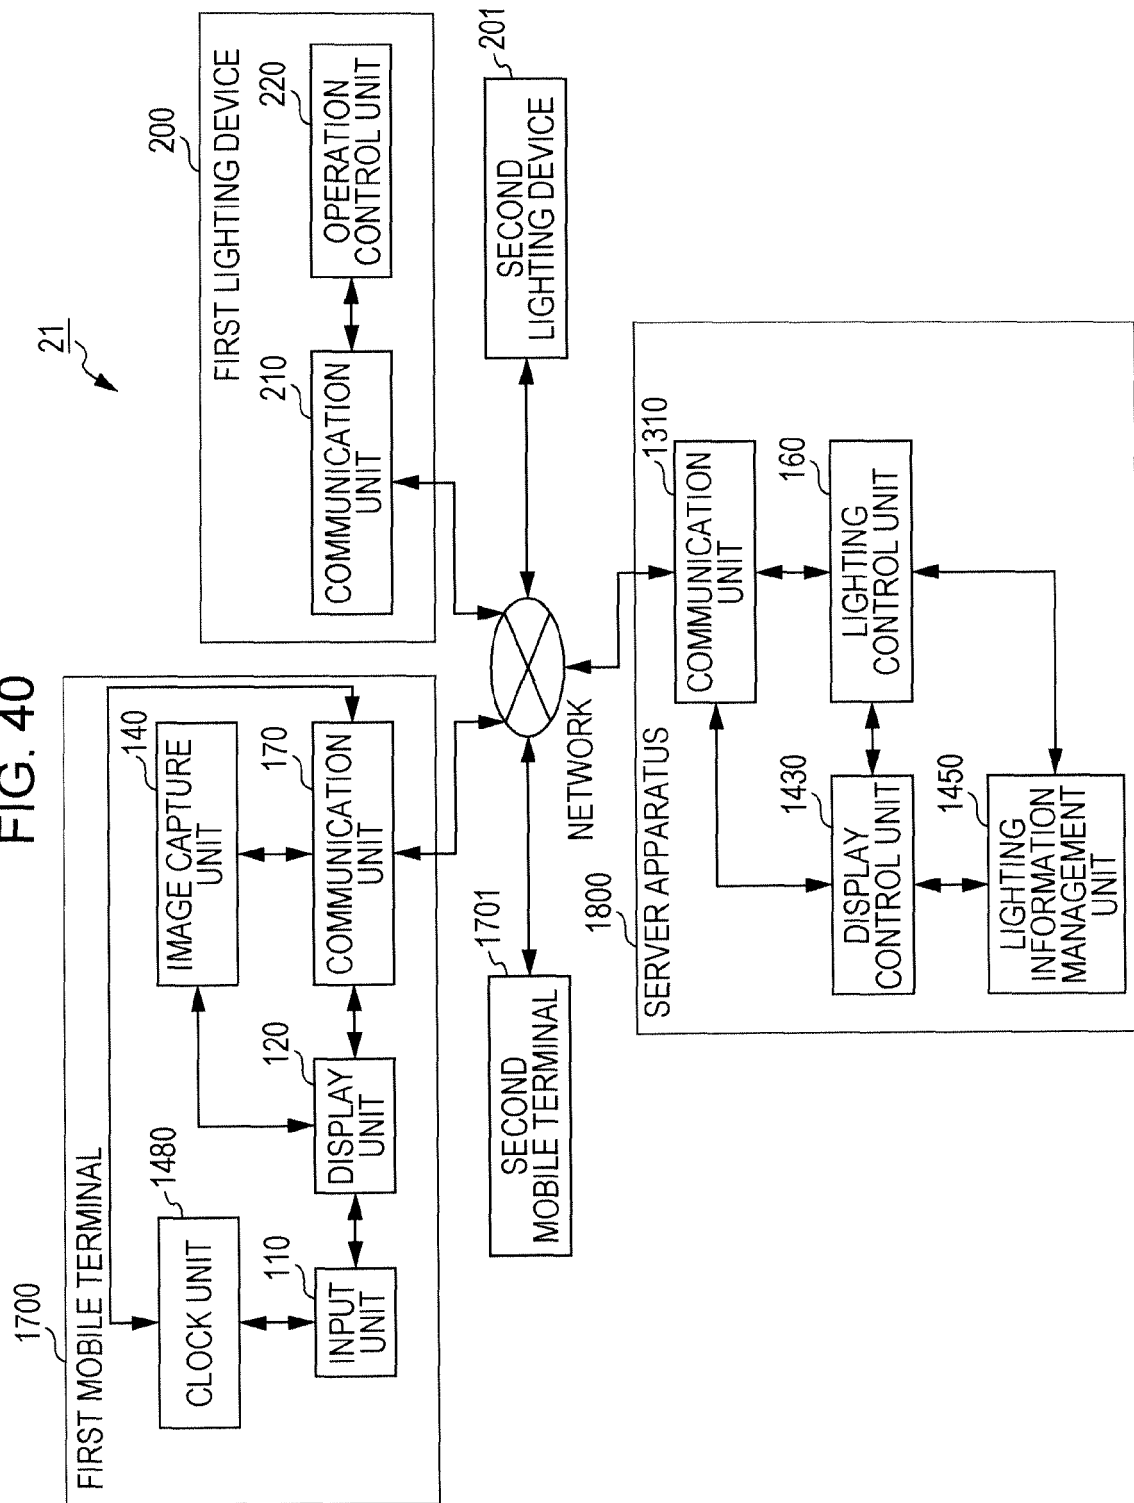 FIG. 40
21
1700
FIRST MOBILE TERMINAL
1480
CLOCK UNIT
110
INPUT
UNIT
120
DISPLAY
UNIT
140
IMAGE CAPTURE
UNIT
170
COMMUNICATION
UNIT
200
FIRST LIGHTING DEVICE
210
COMMUNICATION
UNIT
220
OPERATION
CONTROL UNIT
1701
SECOND
MOBILE TERMINAL
NETWORK
201
SECOND
LIGHTING DEVICE
1800
SERVER APPARATUS
1310
COMMUNICATION
UNIT
1430
DISPLAY
CONTROL UNIT
160
LIGHTING
CONTROL UNIT
1450
LIGHTING
INFORMATION
MANAGEMENT
UNIT